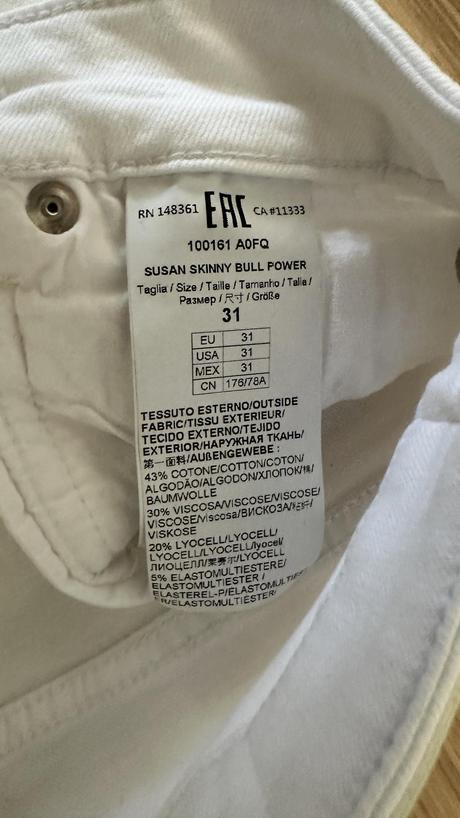 RN 148361 EAC CA #11333
100161 A0FQ
SUSAN SKINNY BULL POWER
Taglia / Size / Taille / Tamanho / Talla /
Размер / 尺寸 / Größe
31
EU 31
USA 31
MEX 31
CN 176/78A
TESSUTO ESTERNO/OUTSIDE
FABRIC/TISSU EXTERIEUR/
TECIDO EXTERNO/TEJIDO
EXTERIOR/НАРУЖНАЯ ТКАНЬ/
第一面料/AUßENGEWEBE :
43% COTONE/COTTON/COTON/
ALGODÃO/ALGODON/ХЛОПОК/棉/
BAUMWOLLE
30% VISCOSA/VISCOSE/VISCOSE/
VISCOSE/viscosa/ВИСКОЗА/
VISKOSE
20% LYOCELL/LYOCELL/
LYOCELL/LYOCELL/lyocel/
ЛИОЦЕЛЛ/莱赛尔/LYOCELL
5% ELASTOMULTIESTERE/
ELASTOMULTIESTER /
ELASTEREL-P/ELASTOMULTIESTER/